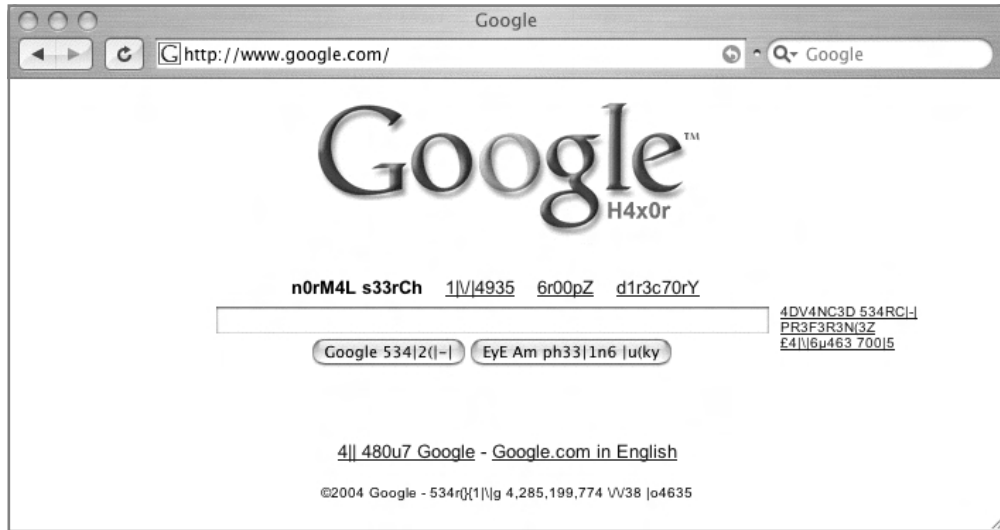 Google
G http://www.google.com/ Google
Google™
H4x0r
n0rM4L s33rCh 1|\/|4935 6r00pZ d1r3c70rY
4DV4NC3D 534RC|-|
PR3F3R3N(3Z
£4|\|6µ463 700|5
Google 534|2(|-| EyE Am ph33|1n6 |u(ky
4|| 480u7 Google - Google.com in English
©2004 Google - 534r(}{1|\|g 4,285,199,774 \/\/38 |o4635